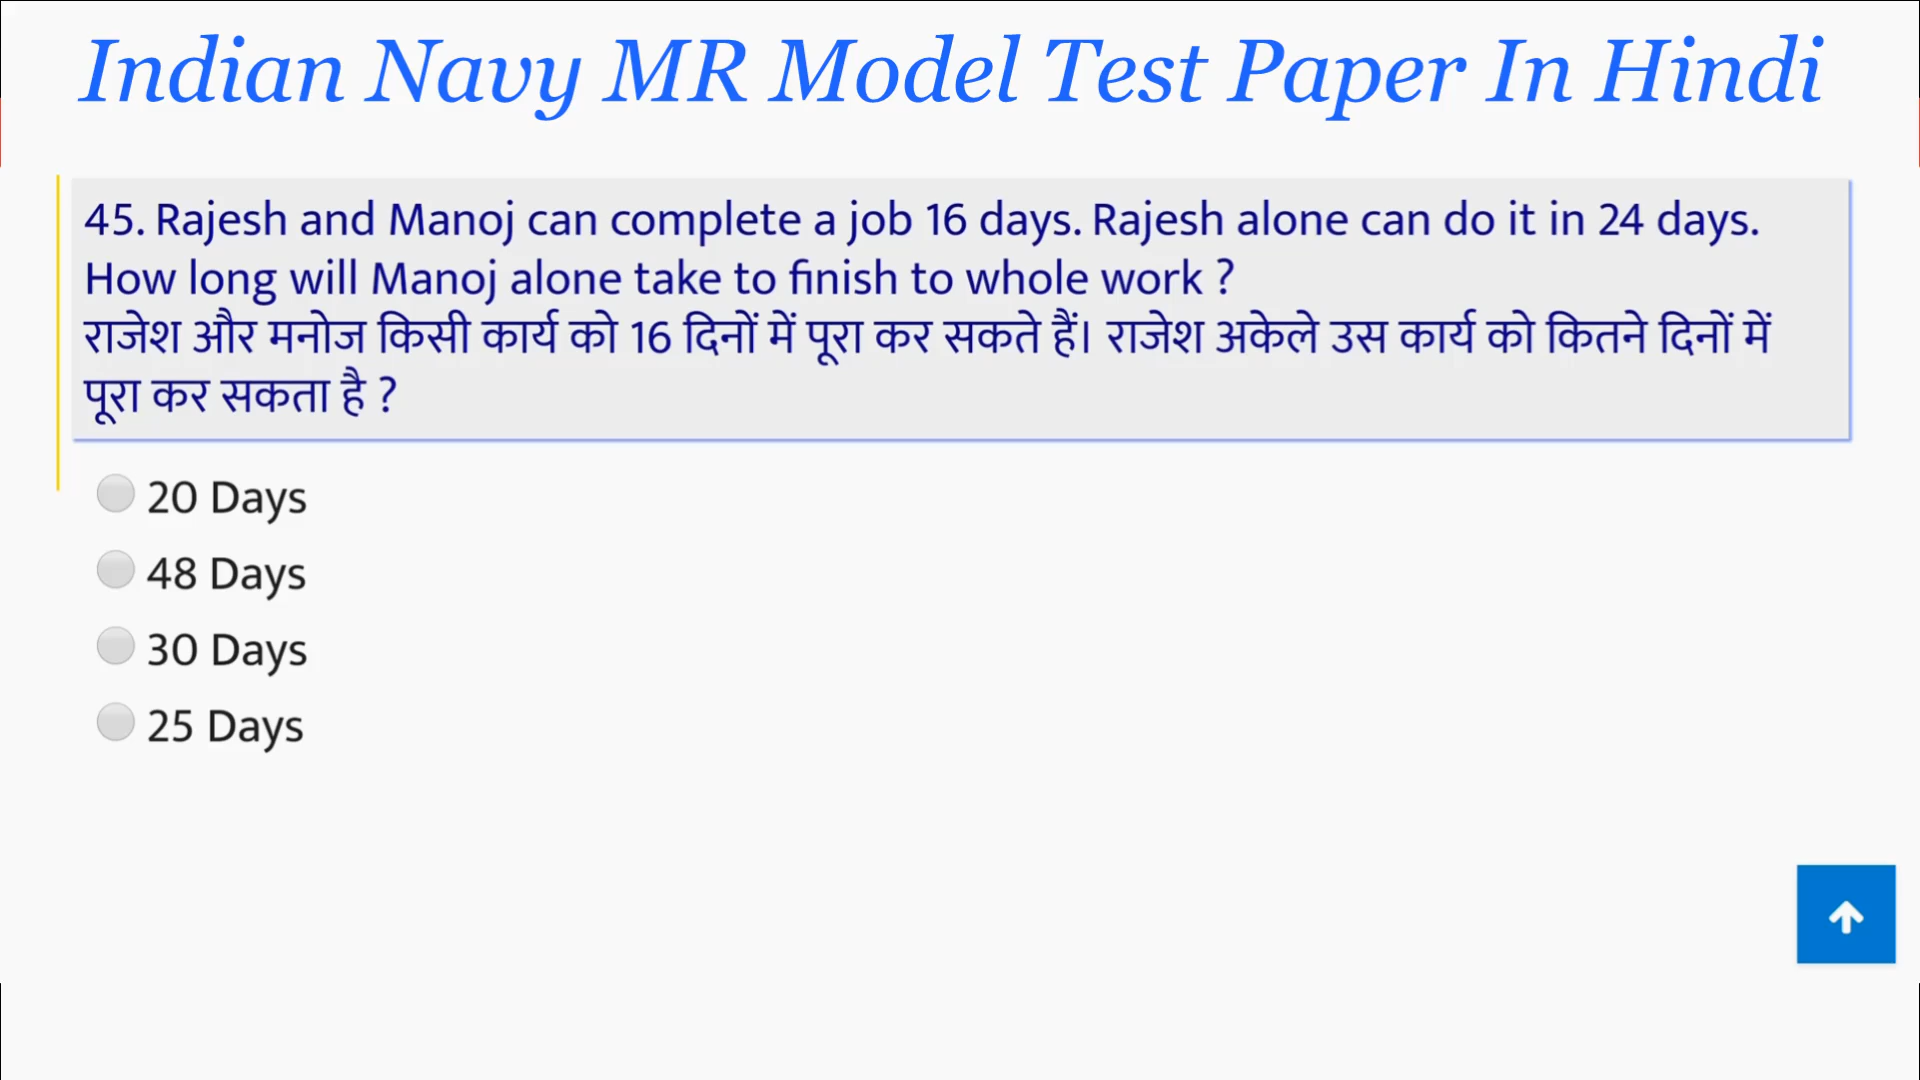 Indian Navy MR Model Test Paper In Hindi
45. Rajesh and Manoj can complete a job 16 days. Rajesh alone can do it in 24 days.
How long will Manoj alone take to finish to whole work ?
राजेश और मनोज किसी कार्य को 16 दिनों में पूरा कर सकते हैं। राजेश अकेले उस कार्य को कितने दिनों में
पूरा कर सकता है ?
20 Days
48 Days
30 Days
25 Days